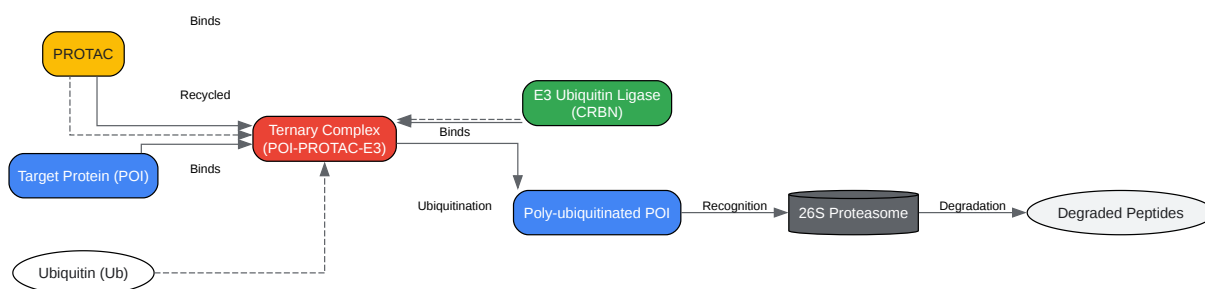 Binds
PROTAC
Recycled
E3 Ubiquitin Ligase
(CRBN)
Ternary Complex
(POI-PROTAC-E3)
Binds
Target Protein (POI)
Binds
Ubiquitination
Poly-ubiquitinated POI
Recognition
26S Proteasome
Degradation
Degraded Peptides
Ubiquitin (Ub)